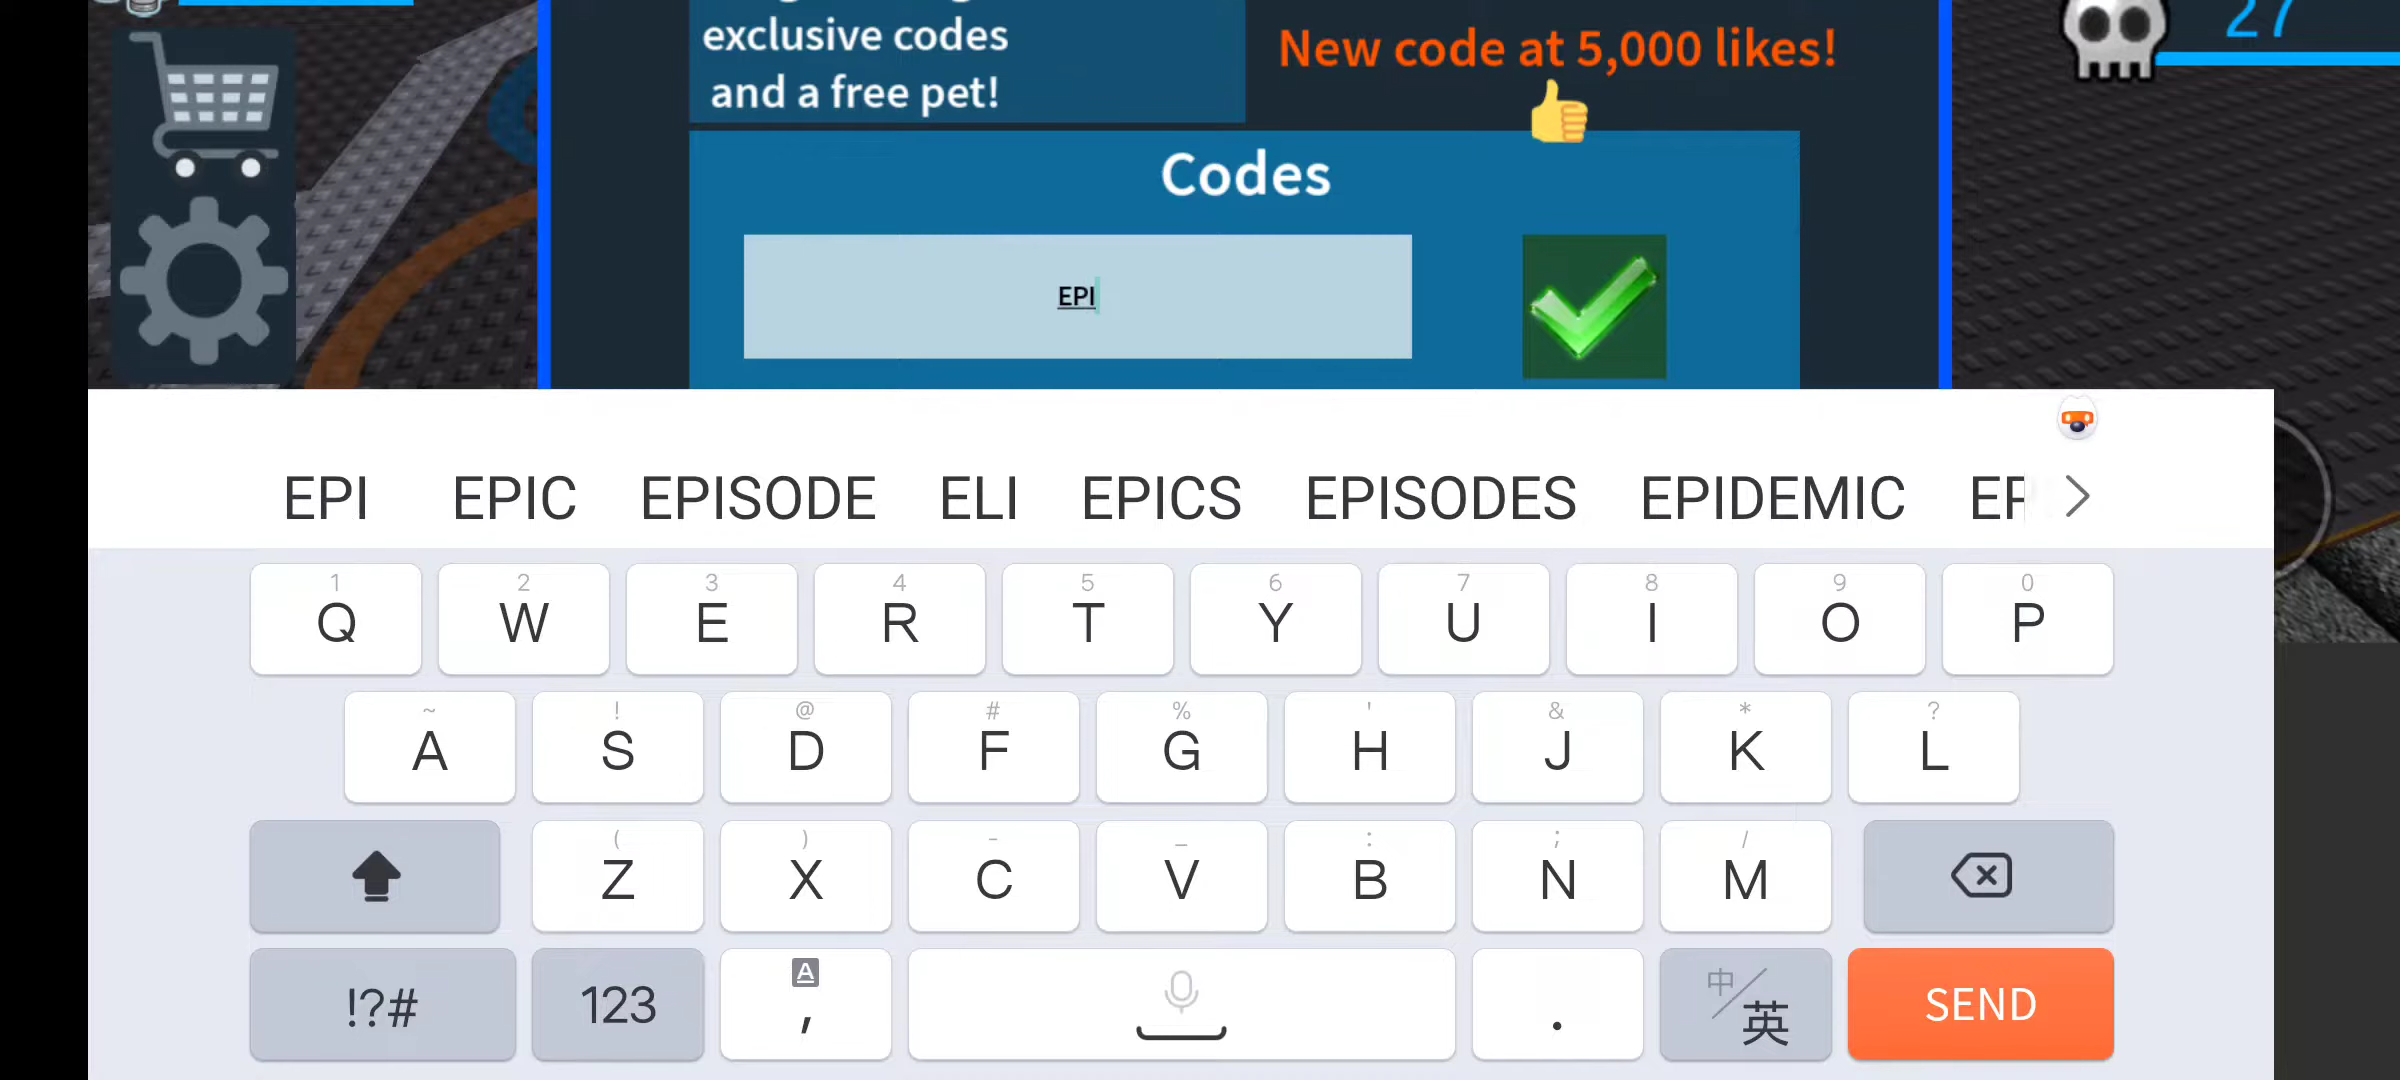 exclusive codes
and a free pet!
New code at 5,000 likes!
27
Codes
EPI
EPI EPIC EPISODE ELI EPICS EPISODES EPIDEMIC
1 2 3 4 5 6 7 8 9 0
Q W E R T Y U I O P
~ ! @ # % ' & * ?
A S D F G H J K L
( ) - _ : ; /
Z X C V B N M
!?# 123 A , . 中/英 SEND